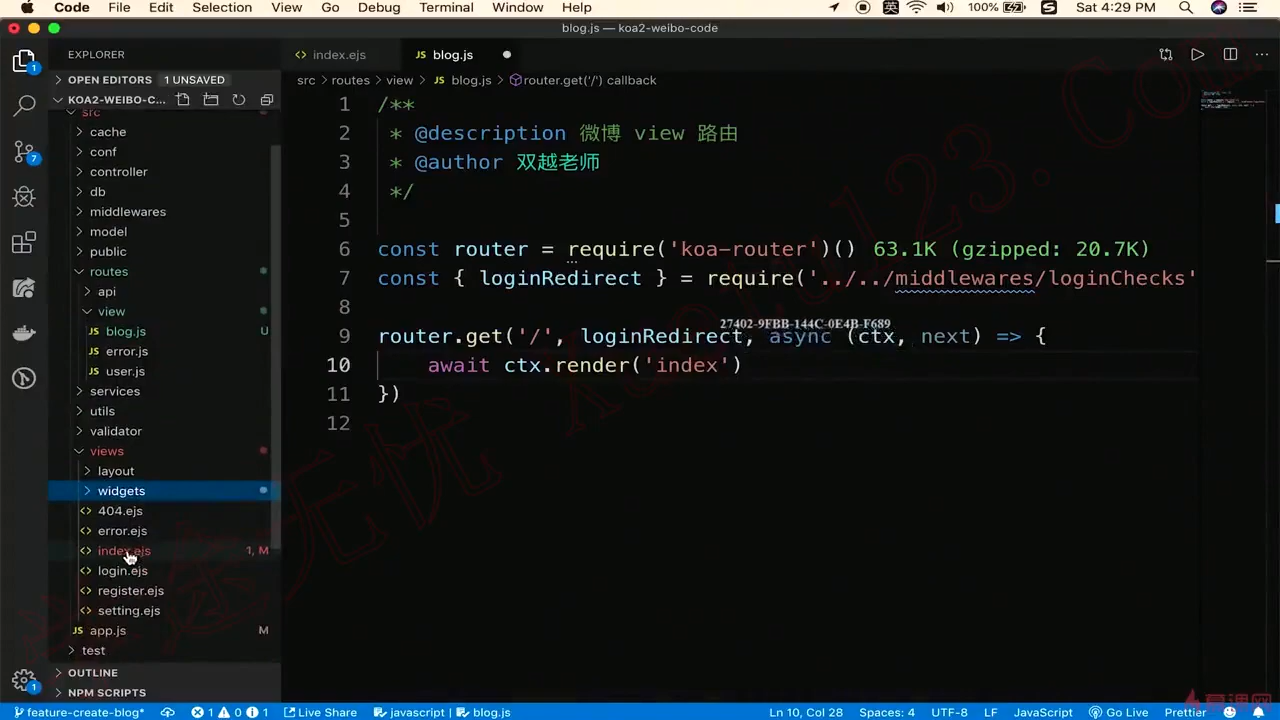 Code File Edit Selection View Go Debug Terminal Window Help 英 100% Sat 4:29 PM
blog.js — koa2-weibo-code
EXPLORER
index.ejs
blog.js
OPEN EDITORS 1 UNSAVED
src routes view blog.js router.get('/') callback
KOA2-WEIBO-C...
src
cache
conf
controller
db
middlewares
model
public
routes
api
view
blog.js U
error.js
user.js
services
utils
validator
views
layout
widgets
404.ejs
error.ejs
index.ejs 1, M
login.ejs
register.ejs
setting.ejs
app.js M
test
OUTLINE
NPM SCRIPTS
1 /**
2 * @description 微博 view 路由
3 * @author 双越老师
4 */
5
6 const router = require('koa-router')() 63.1K (gzipped: 20.7K)
7 const { loginRedirect } = require('../../middlewares/loginChecks'
8
27402-9FBB-144C-0E4B-F689
9 router.get('/', loginRedirect, async (ctx, next) => {
10 await ctx.render('index')
11 })
12
feature-create-blog* 1 0 1 Live Share javascript | blog.js Ln 10, Col 28 Spaces: 4 UTF-8 LF JavaScript Go Live Prettier
慕课网